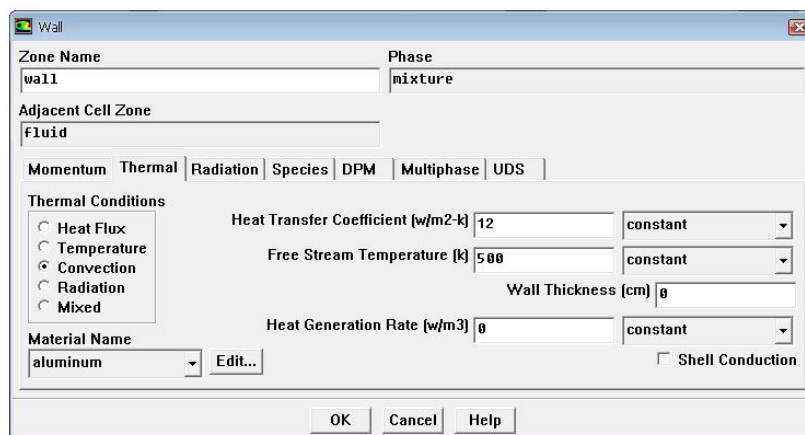 Wall
Zone Name
Phase
wall
mixture
Adjacent Cell Zone
fluid
Momentum Thermal Radiation Species DPM Multiphase UDS
Thermal Conditions
Heat Flux
Temperature
Convection
Radiation
Mixed
Heat Transfer Coefficient (w/m2-k) 12 constant
Free Stream Temperature (k) 500 constant
Wall Thickness (cm) 0
Heat Generation Rate (w/m3) 0 constant
Material Name
aluminum Edit...
Shell Conduction
OK Cancel Help